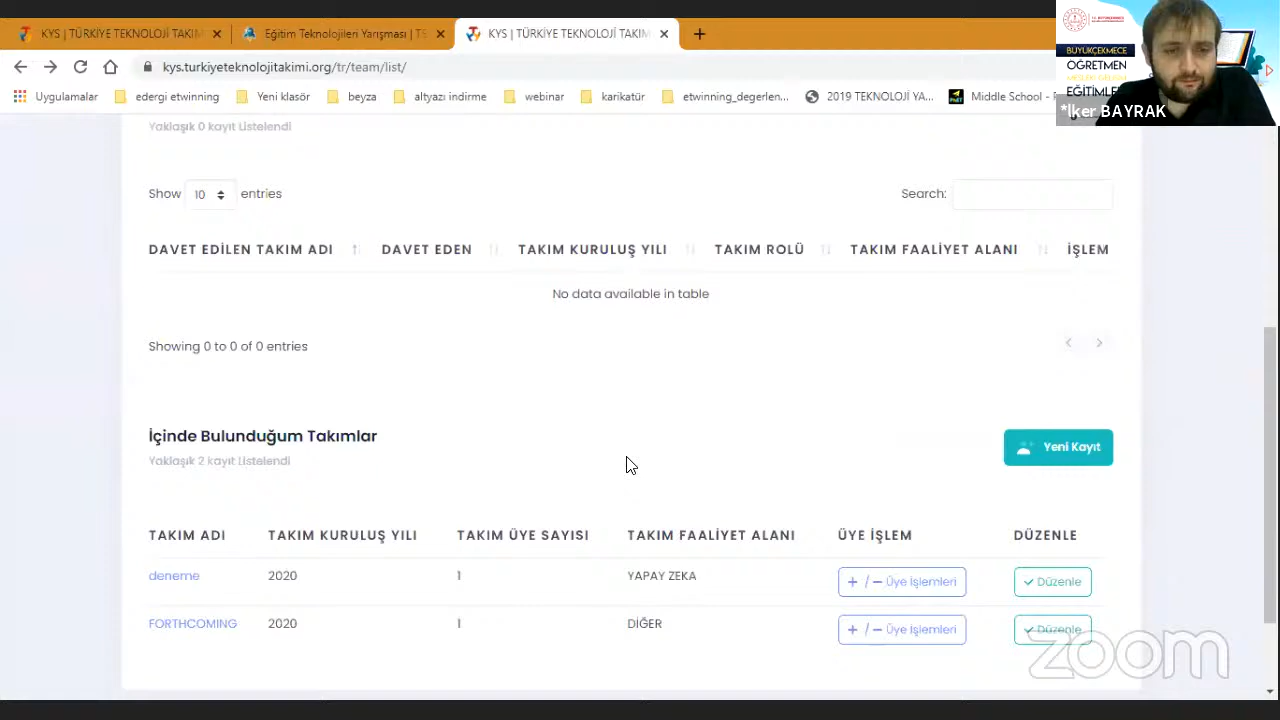 KYS | TÜRKİYE TEKNOLOJİ TAKIM
Eğitim Teknolojileri Yarışması | TS
KYS | TÜRKİYE TEKNOLOJİ TAKIM
kys.turkiyeteknolojitakimi.org/tr/team/list/
Uygulamalar
edergi etwinning
Yeni klasör
beyza
altyazı indirme
webinar
karikatür
etwinning_degerlen...
2019 TEKNOLOJİ YA...
Middle School -
BÜYÜKÇEKMECE
ÖĞRETMEN
MESLEKİ GELİŞİM
EĞİTİMLE
*lker BAYRAK
Yaklaşık 0 kayıt Listelendi
Show 10 entries
Search:
DAVET EDİLEN TAKIM ADI DAVET EDEN TAKIM KURULUŞ YILI TAKIM ROLÜ TAKIM FAALİYET ALANI İŞLEM
No data available in table
Showing 0 to 0 of 0 entries
İçinde Bulunduğum Takımlar
Yeni Kayıt
Yaklaşık 2 kayıt Listelendi
TAKIM ADI TAKIM KURULUŞ YILI TAKIM ÜYE SAYISI TAKIM FAALİYET ALANI ÜYE İŞLEM DÜZENLE
deneme 2020 1 YAPAY ZEKA + / − Üye İşlemleri Düzenle
FORTHCOMING 2020 1 DİĞER + / − Üye İşlemleri Düzenle
zoom